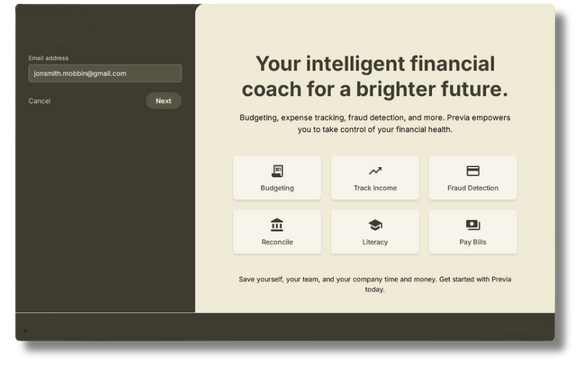 Email address
jonsmith.mobbin@gmail.com
Cancel
Next
Your intelligent financial
coach for a brighter future.
Budgeting, expense tracking, fraud detection, and more. Previa empowers
you to take control of your financial health.
Budgeting
Track Income
Fraud Detection
Reconcile
Literacy
Pay Bills
Save yourself, your team, and your company time and money. Get started with Previa
today.